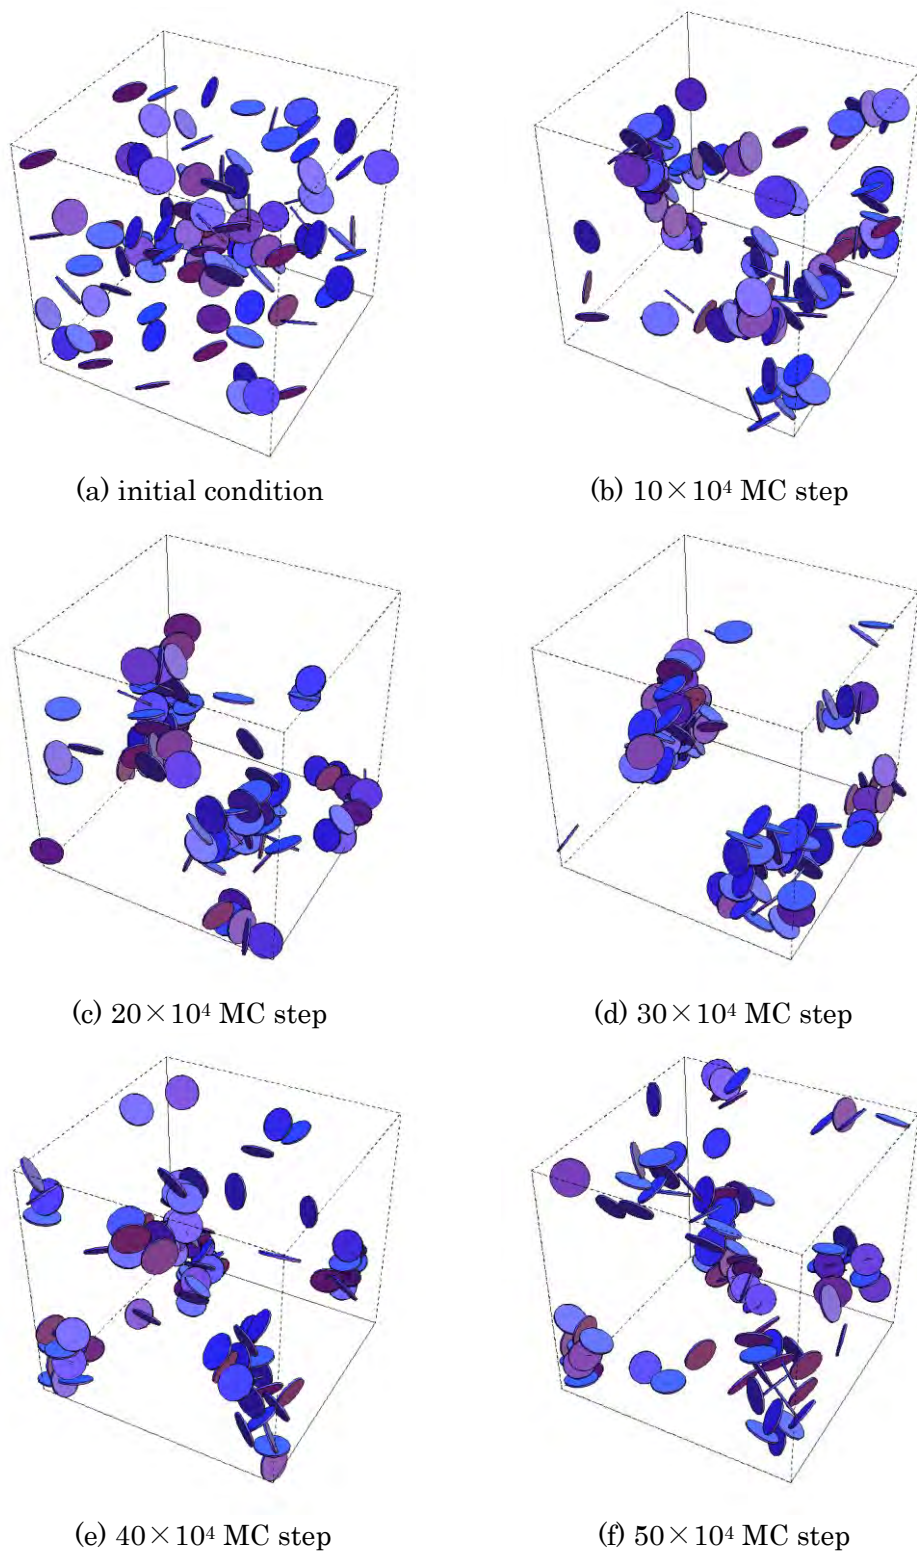 (a) initial condition
(b) 10×10⁴ MC step
(c) 20×10⁴ MC step
(d) 30×10⁴ MC step
(e) 40×10⁴ MC step
(f) 50×10⁴ MC step